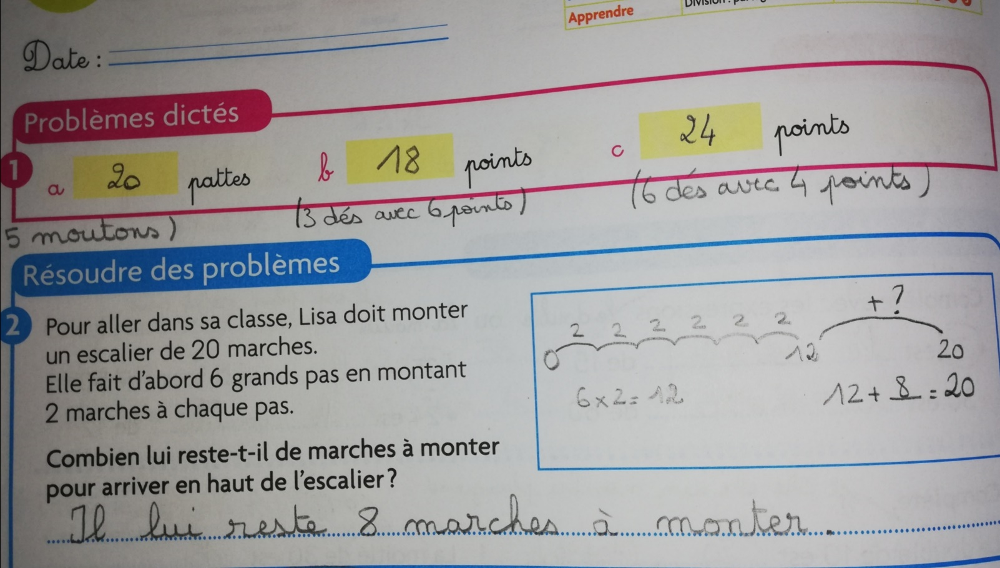 Apprendre
Division :
Date :
Problèmes dictés
1 a 20 pattes b 18 points c 24 points
5 moutons) (3 dés avec 6 points) (6 dés avec 4 points)
Résoudre des problèmes
2 Pour aller dans sa classe, Lisa doit monter
un escalier de 20 marches.
Elle fait d'abord 6 grands pas en montant
2 marches à chaque pas.
Combien lui reste-t-il de marches à monter
pour arriver en haut de l'escalier ?
2 2 2 2 2 2 + ?
0 12 20
6 x 2 = 12 12 + 8 = 20
Il lui reste 8 marches à monter.